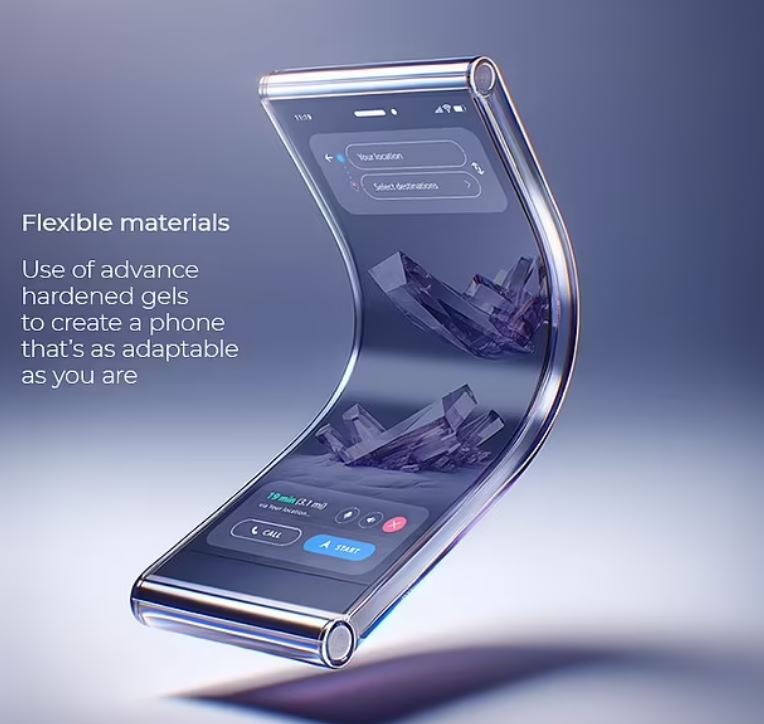 Flexible materials
Use of advance
hardened gels
to create a phone
that's as adaptable
as you are
11:19
Your location
Select destinations
19 min (3.1 mi)
via Your location...
CALL
START